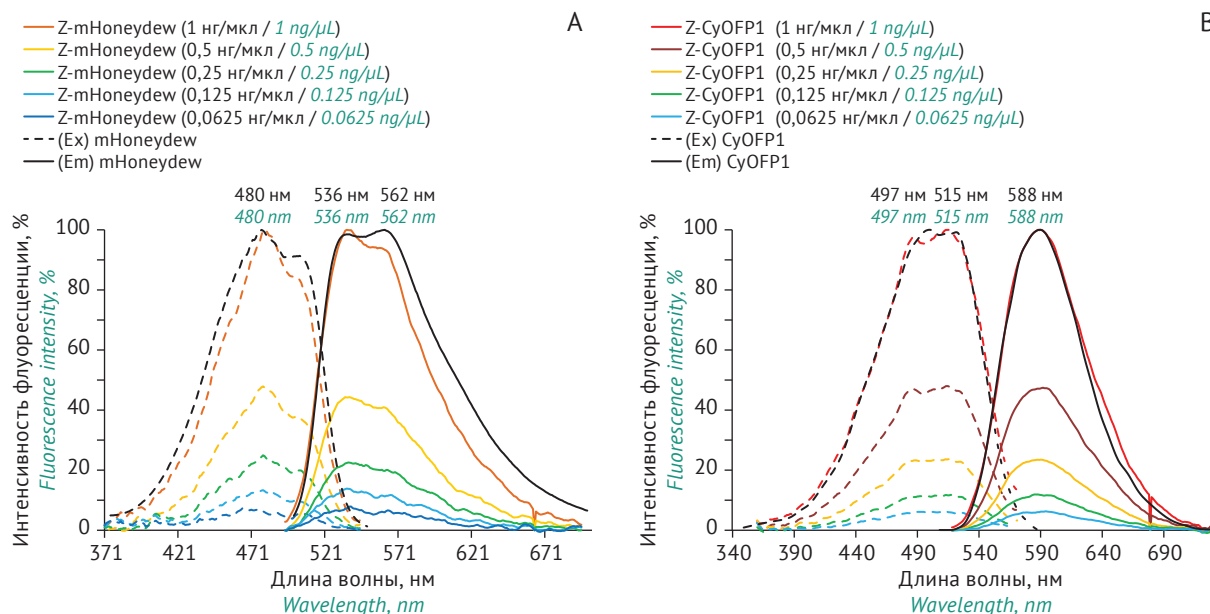 A
Z-mHoneydew (1 нг/мкл / 1 ng/µL)
Z-mHoneydew (0,5 нг/мкл / 0.5 ng/µL)
Z-mHoneydew (0,25 нг/мкл / 0.25 ng/µL)
Z-mHoneydew (0,125 нг/мкл / 0.125 ng/µL)
Z-mHoneydew (0,0625 нг/мкл / 0.0625 ng/µL)
(Ex) mHoneydew
(Em) mHoneydew
480 нм 536 нм 562 нм
480 nm 536 nm 562 nm
Интенсивность флуоресценции, %
Fluorescence intensity, %
100
80
60
40
20
0
371 421 471 521 571 621 671
Длина волны, нм
Wavelength, nm
B
Z-CyOFP1 (1 нг/мкл / 1 ng/µL)
Z-CyOFP1 (0,5 нг/мкл / 0.5 ng/µL)
Z-CyOFP1 (0,25 нг/мкл / 0.25 ng/µL)
Z-CyOFP1 (0,125 нг/мкл / 0.125 ng/µL)
Z-CyOFP1 (0,0625 нг/мкл / 0.0625 ng/µL)
(Ex) CyOFP1
(Em) CyOFP1
497 нм 515 нм 588 нм
497 nm 515 nm 588 nm
Интенсивность флуоресценции, %
Fluorescence intensity, %
100
80
60
40
20
0
340 390 440 490 540 590 640 690
Длина волны, нм
Wavelength, nm